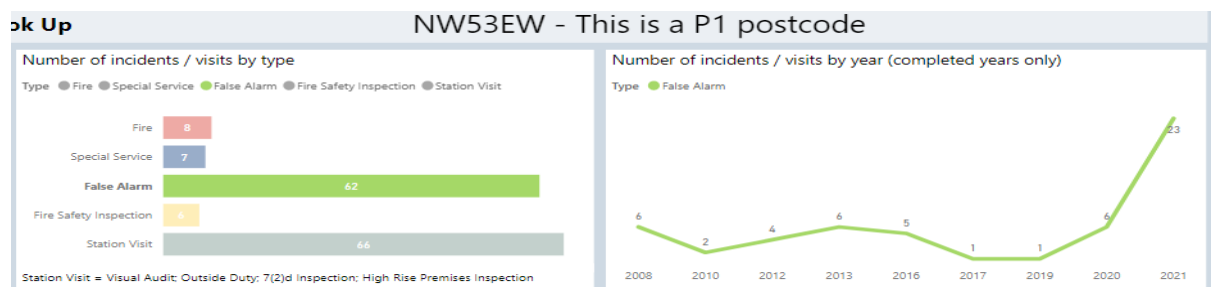 ok Up
NW53EW - This is a P1 postcode
Number of incidents / visits by type
Type Fire Special Service False Alarm Fire Safety Inspection Station Visit
Fire 8
Special Service 7
False Alarm 62
Fire Safety Inspection 6
Station Visit 66
Station Visit = Visual Audit; Outside Duty; 7(2)d Inspection; High Rise Premises Inspection
Number of incidents / visits by year (completed years only)
Type False Alarm
6 2 4 6 5 1 1 6 23
2008 2010 2012 2013 2016 2017 2019 2020 2021